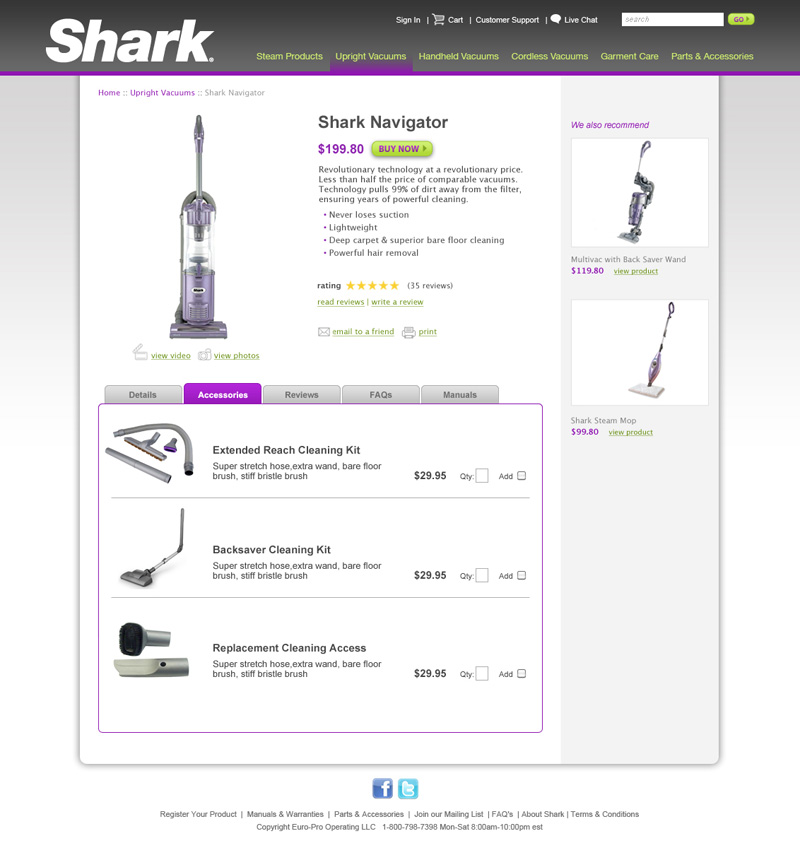 Shark
Sign In | Cart | Customer Support | Live Chat
search
GO
Steam Products Upright Vacuums Handheld Vacuums Cordless Vacuums Garment Care Parts & Accessories
Home :: Upright Vacuums :: Shark Navigator
Shark Navigator
$199.80 BUY NOW
Revolutionary technology at a revolutionary price.
Less than half the price of comparable vacuums.
Technology pulls 99% of dirt away from the filter,
ensuring years of powerful cleaning.
• Never loses suction
• Lightweight
• Deep carpet & superior bare floor cleaning
• Powerful hair removal
rating (35 reviews)
read reviews | write a review
email to a friend print
Shark
view video view photos
We also recommend
Multivac with Back Saver Wand
$119.80 view product
Shark Steam Mop
$99.80 view product
Details Accessories Reviews FAQs Manuals
Extended Reach Cleaning Kit
Super stretch hose,extra wand, bare floor
brush, stiff bristle brush
$29.95 Qty: Add
Backsaver Cleaning Kit
Super stretch hose,extra wand, bare floor
brush, stiff bristle brush
$29.95 Qty: Add
Replacement Cleaning Access
Super stretch hose,extra wand, bare floor
brush, stiff bristle brush
$29.95 Qty: Add
Register Your Product | Manuals & Warranties | Parts & Accessories | Join our Mailing List | FAQ's | About Shark | Terms & Conditions
Copyright Euro-Pro Operating LLC 1-800-798-7398 Mon-Sat 8:00am-10:00pm est